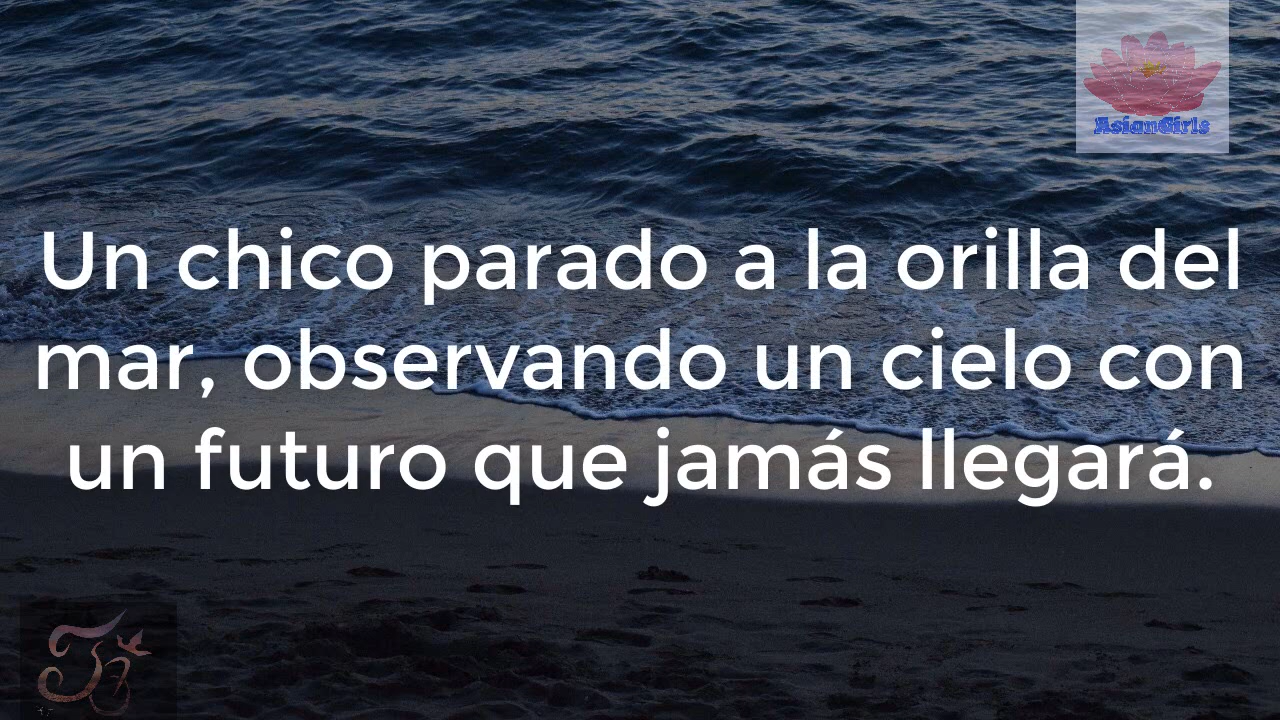 AsianGirls
Un chico parado a la orilla del
mar, observando un cielo con
un futuro que jamás llegará.